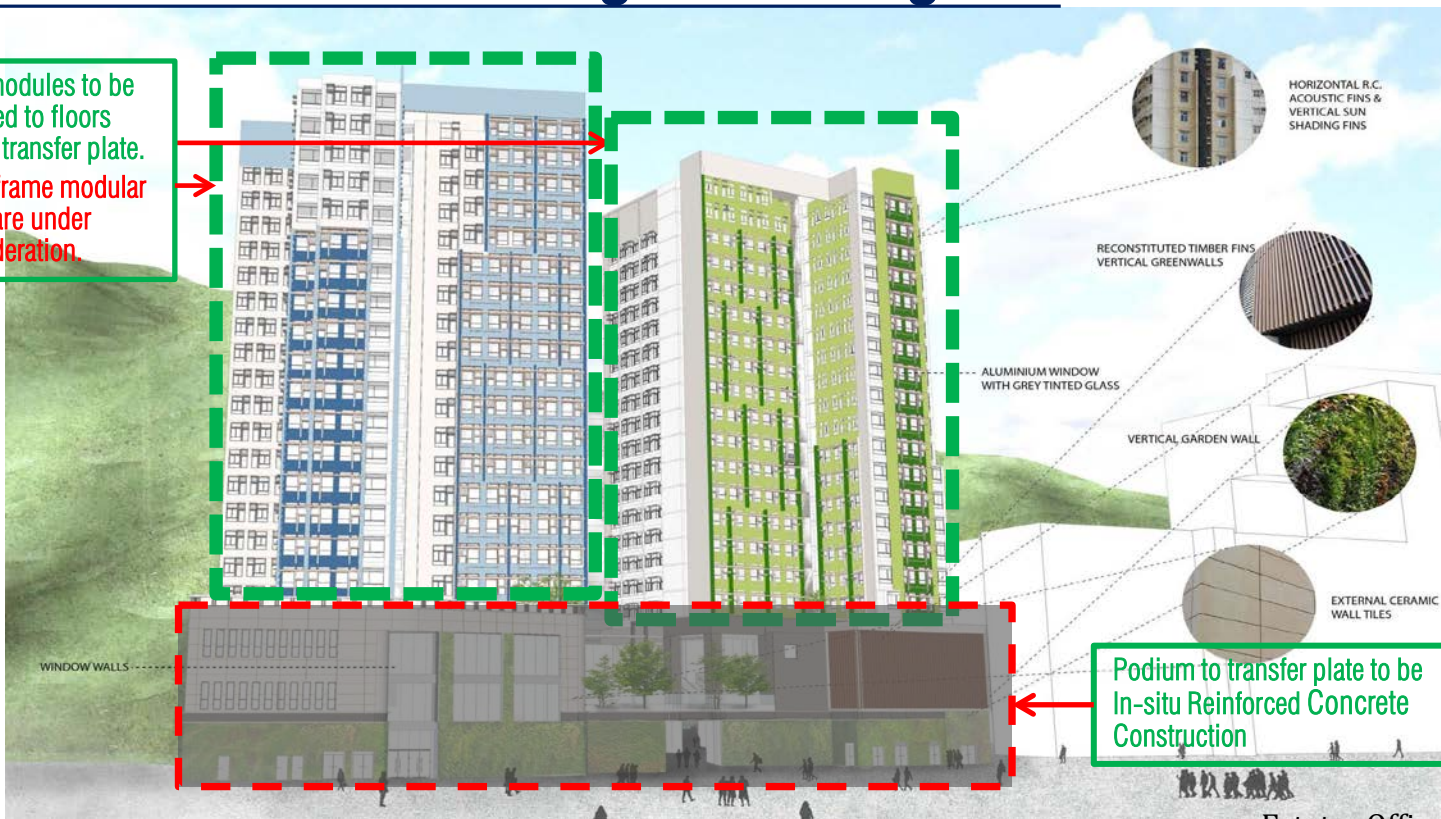 modules to be
to floors
transfer plate.
frame modular
are under
HORIZONTAL R.C.
ACOUSTIC FINS &
VERTICAL SUN
SHADING FINS
RECONSTITUTED TIMBER FINS
VERTICAL GREENWALLS
ALUMINIUM WINDOW
WITH GREY TINTED GLASS
VERTICAL GARDEN WALL
EXTERNAL CERAMIC
WALL TILES
WINDOW WALLS
Podium to transfer plate to be
In-situ Reinforced Concrete
Construction